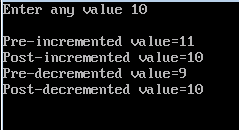 Enter any value 10
Pre-incremented value=11
Post-incremented value=10
Pre-decremented value=9
Post-decremented value=10